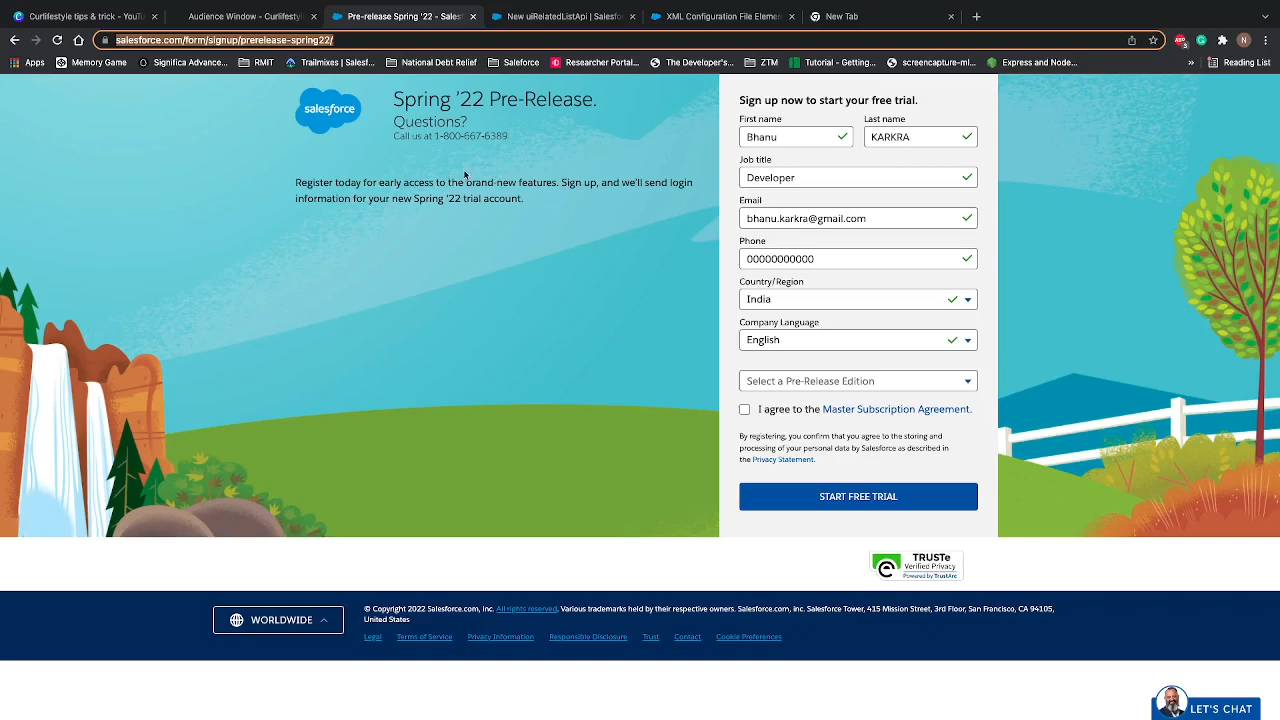 Curlifestyle tips & trick - YouTu
Audience Window - Curlifestyle
Pre-release Spring '22 - Salesf
New uiRelatedListApi | Salesfor
XML Configuration File Elemen
New Tab
salesforce.com/form/signup/prerelease-spring22/
Apps
Memory Game
Significa Advance...
RMIT
Trailmixes | Salesf...
National Debt Relief
Salesforce
Researcher Portal...
The Developer's...
ZTM
Tutorial - Getting...
screencapture-ml...
Express and Node...
»
Reading List
salesforce
Spring '22 Pre-Release.
Questions?
Call us at 1-800-667-6389
Register today for early access to the brand-new features. Sign up, and we'll send login
information for your new Spring '22 trial account.
Sign up now to start your free trial.
First name
Last name
Bhanu
KARKRA
Job title
Developer
Email
bhanu.karkra@gmail.com
Phone
00000000000
Country/Region
India
Company Language
English
Select a Pre-Release Edition
I agree to the Master Subscription Agreement.
By registering, you confirm that you agree to the storing and
processing of your personal data by Salesforce as described in
the Privacy Statement.
START FREE TRIAL
TRUSTe
Verified Privacy
Powered by TrustArc
WORLDWIDE
© Copyright 2022 Salesforce.com, inc. All rights reserved. Various trademarks held by their respective owners. Salesforce.com, inc. Salesforce Tower, 415 Mission Street, 3rd Floor, San Francisco, CA 94105,
United States
Legal
Terms of Service
Privacy Information
Responsible Disclosure
Trust
Contact
Cookie Preferences
LET'S CHAT